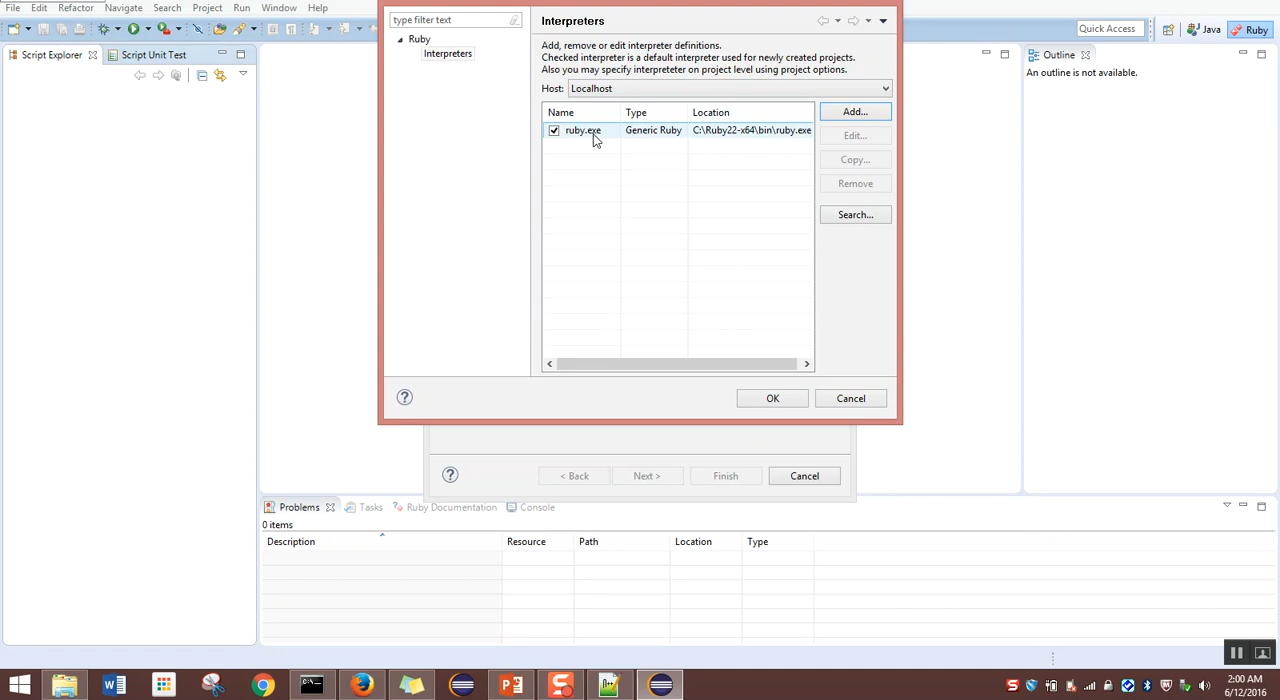 File Edit Refactor Navigate Search Project Run Window Help
Quick Access
Java
Ruby
Script Explorer
Script Unit Test
Outline
An outline is not available.
type filter text
Ruby
Interpreters
Interpreters
Add, remove or edit interpreter definitions.
Checked interpreter is a default interpreter used for newly created projects.
Also you may specify interpreteter on project level using project options.
Host: Localhost
Name Type Location
ruby.exe Generic Ruby C:\Ruby22-x64\bin\ruby.exe
Add...
Edit...
Copy...
Remove
Search...
OK Cancel
< Back Next > Finish Cancel
Problems Tasks Ruby Documentation Console
0 items
Description Resource Path Location Type
2:00 AM
6/12/2016